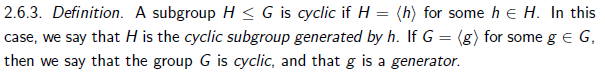 2.6.3. Definition. A subgroup H ≤ G is cyclic if H = ⟨h⟩ for some h ∈ H. In this
case, we say that H is the cyclic subgroup generated by h. If G = ⟨g⟩ for some g ∈ G,
then we say that the group G is cyclic, and that g is a generator.